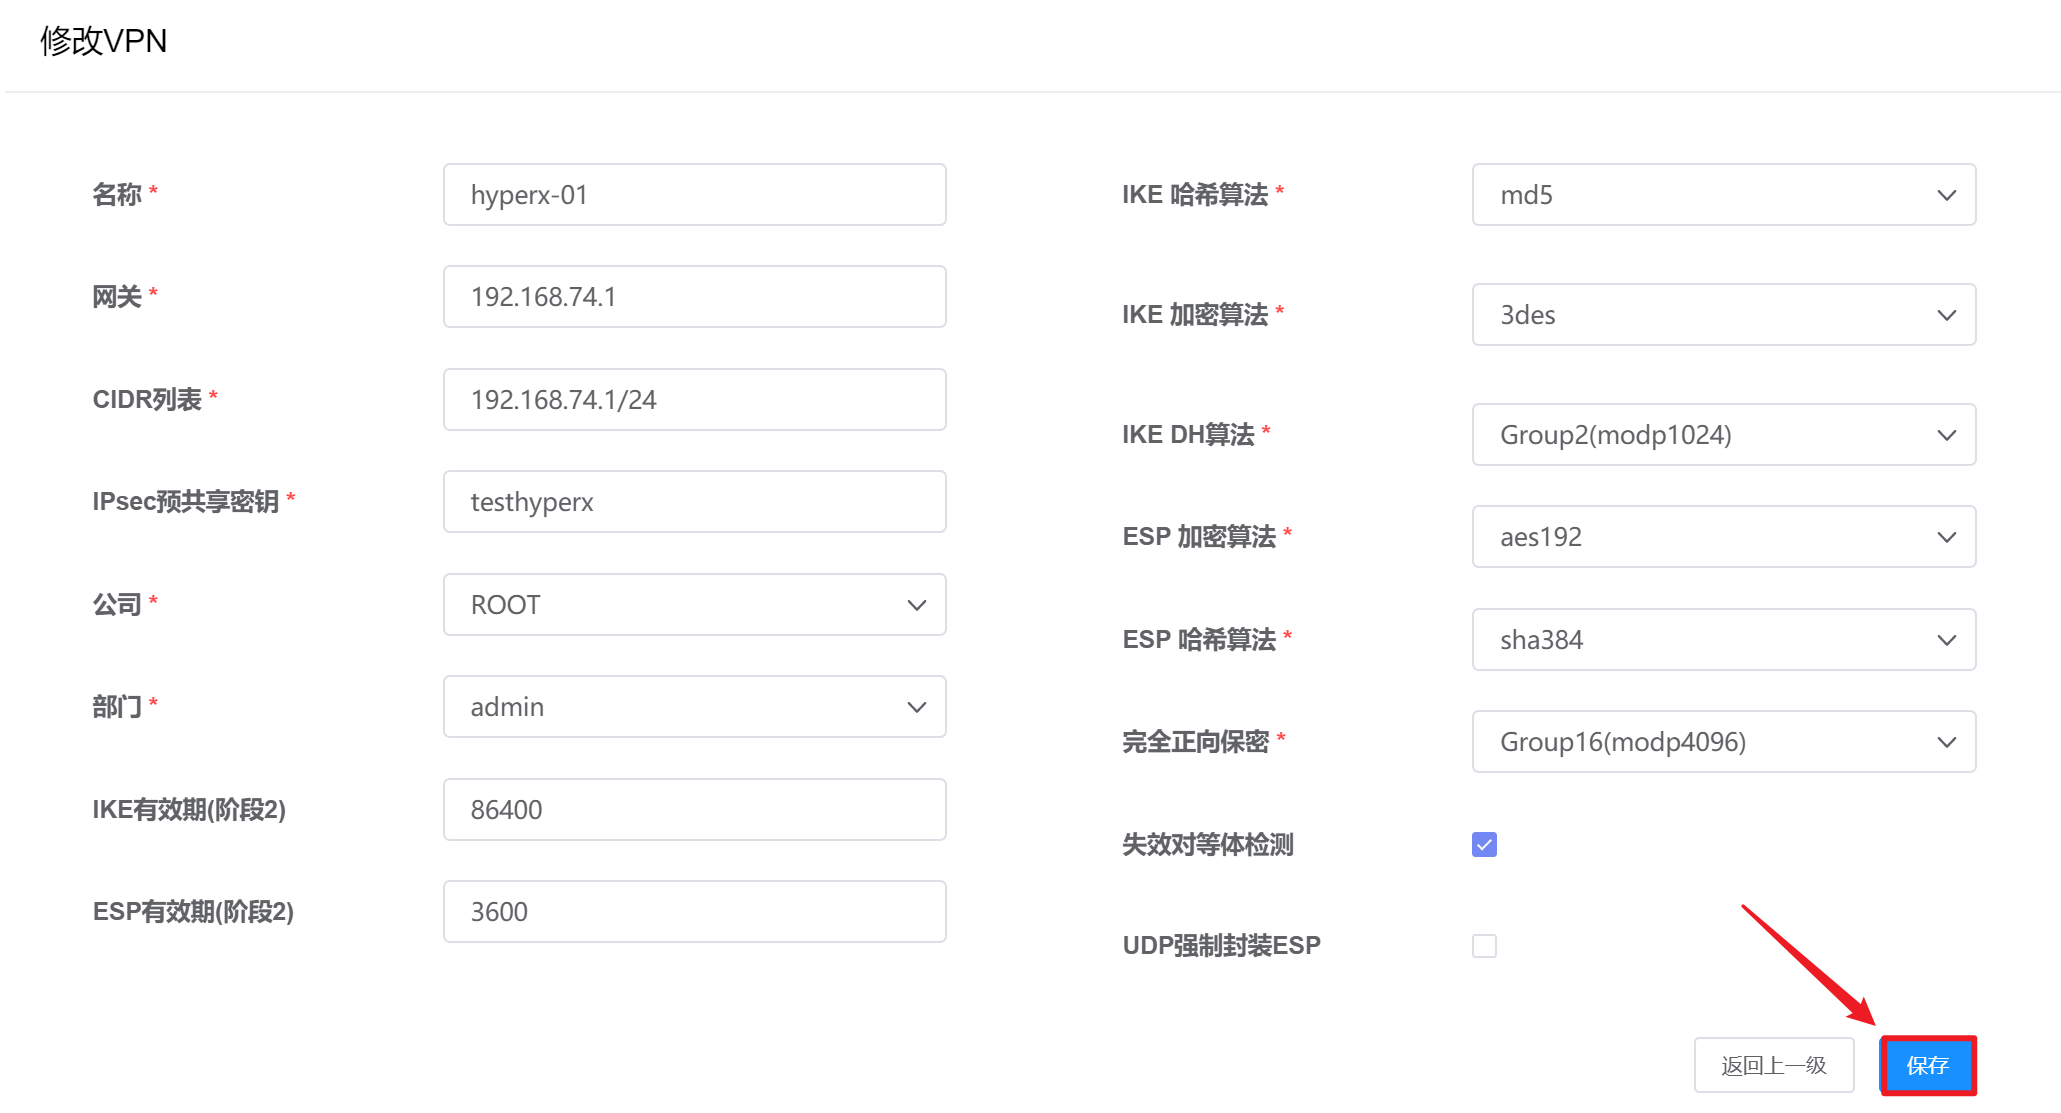 修改VPN
名称 *
hyperx-01
网关 *
192.168.74.1
CIDR列表 *
192.168.74.1/24
IPsec预共享密钥 *
testhyperx
公司 *
ROOT
部门 *
admin
IKE有效期(阶段2)
86400
ESP有效期(阶段2)
3600
IKE 哈希算法 *
md5
IKE 加密算法 *
3des
IKE DH算法 *
Group2(modp1024)
ESP 加密算法 *
aes192
ESP 哈希算法 *
sha384
完全正向保密 *
Group16(modp4096)
失效对等体检测
UDP强制封装ESP
返回上一级
保存